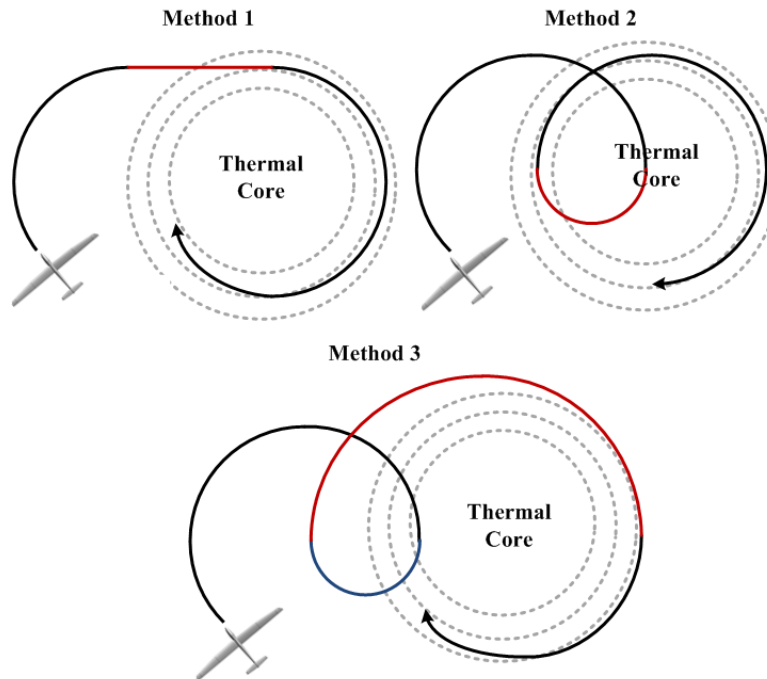 Method 1
Method 2
Thermal
Core
Thermal
Core
Method 3
Thermal
Core